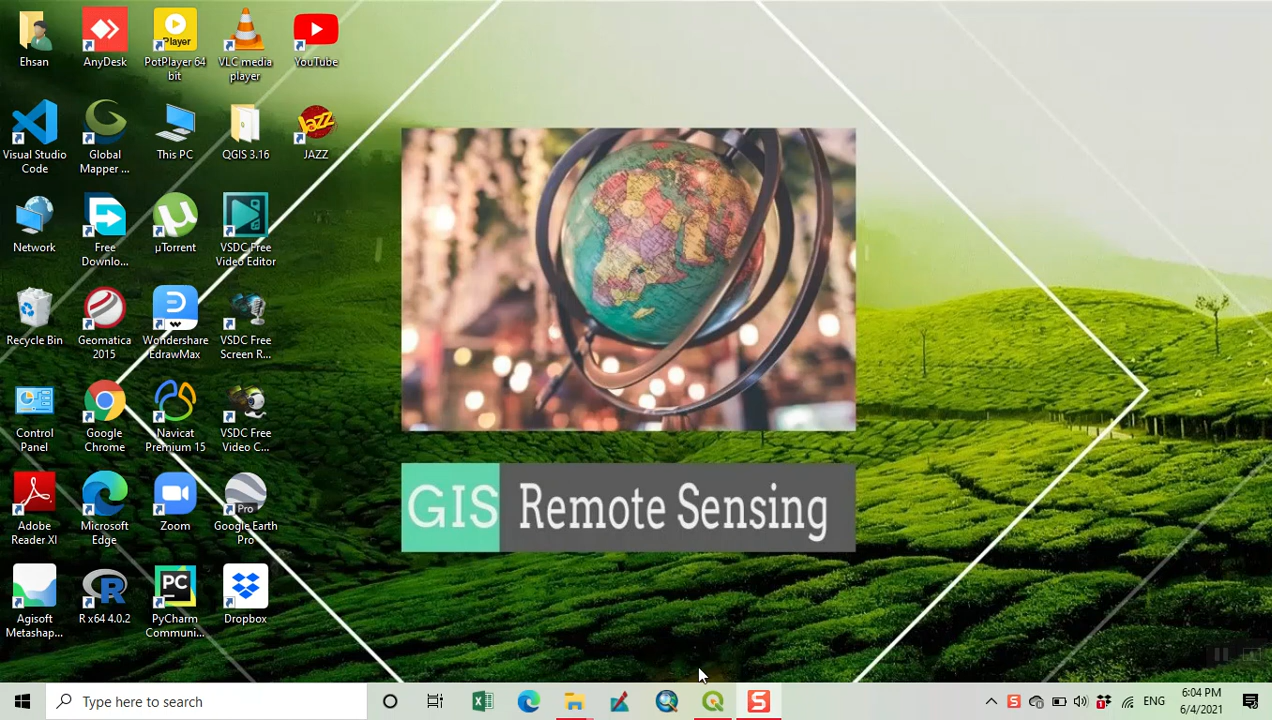 Ehsan
AnyDesk
PotPlayer 64 bit
VLC media player
YouTube
Visual Studio Code
Global Mapper ...
This PC
QGIS 3.16
JAZZ
Network
Free Downlo...
µTorrent
VSDC Free Video Editor
Recycle Bin
Geomatica 2015
Wondershare EdrawMax
VSDC Free Screen R...
Control Panel
Google Chrome
Navicat Premium 15
VSDC Free Video C...
Adobe Reader XI
Microsoft Edge
Zoom
Google Earth Pro
Agisoft Metashap...
R x64 4.0.2
PyCharm Communi...
Dropbox
Player
Jazz
Pro
PC
GIS Remote Sensing
Type here to search
ENG
6:04 PM
6/4/2021